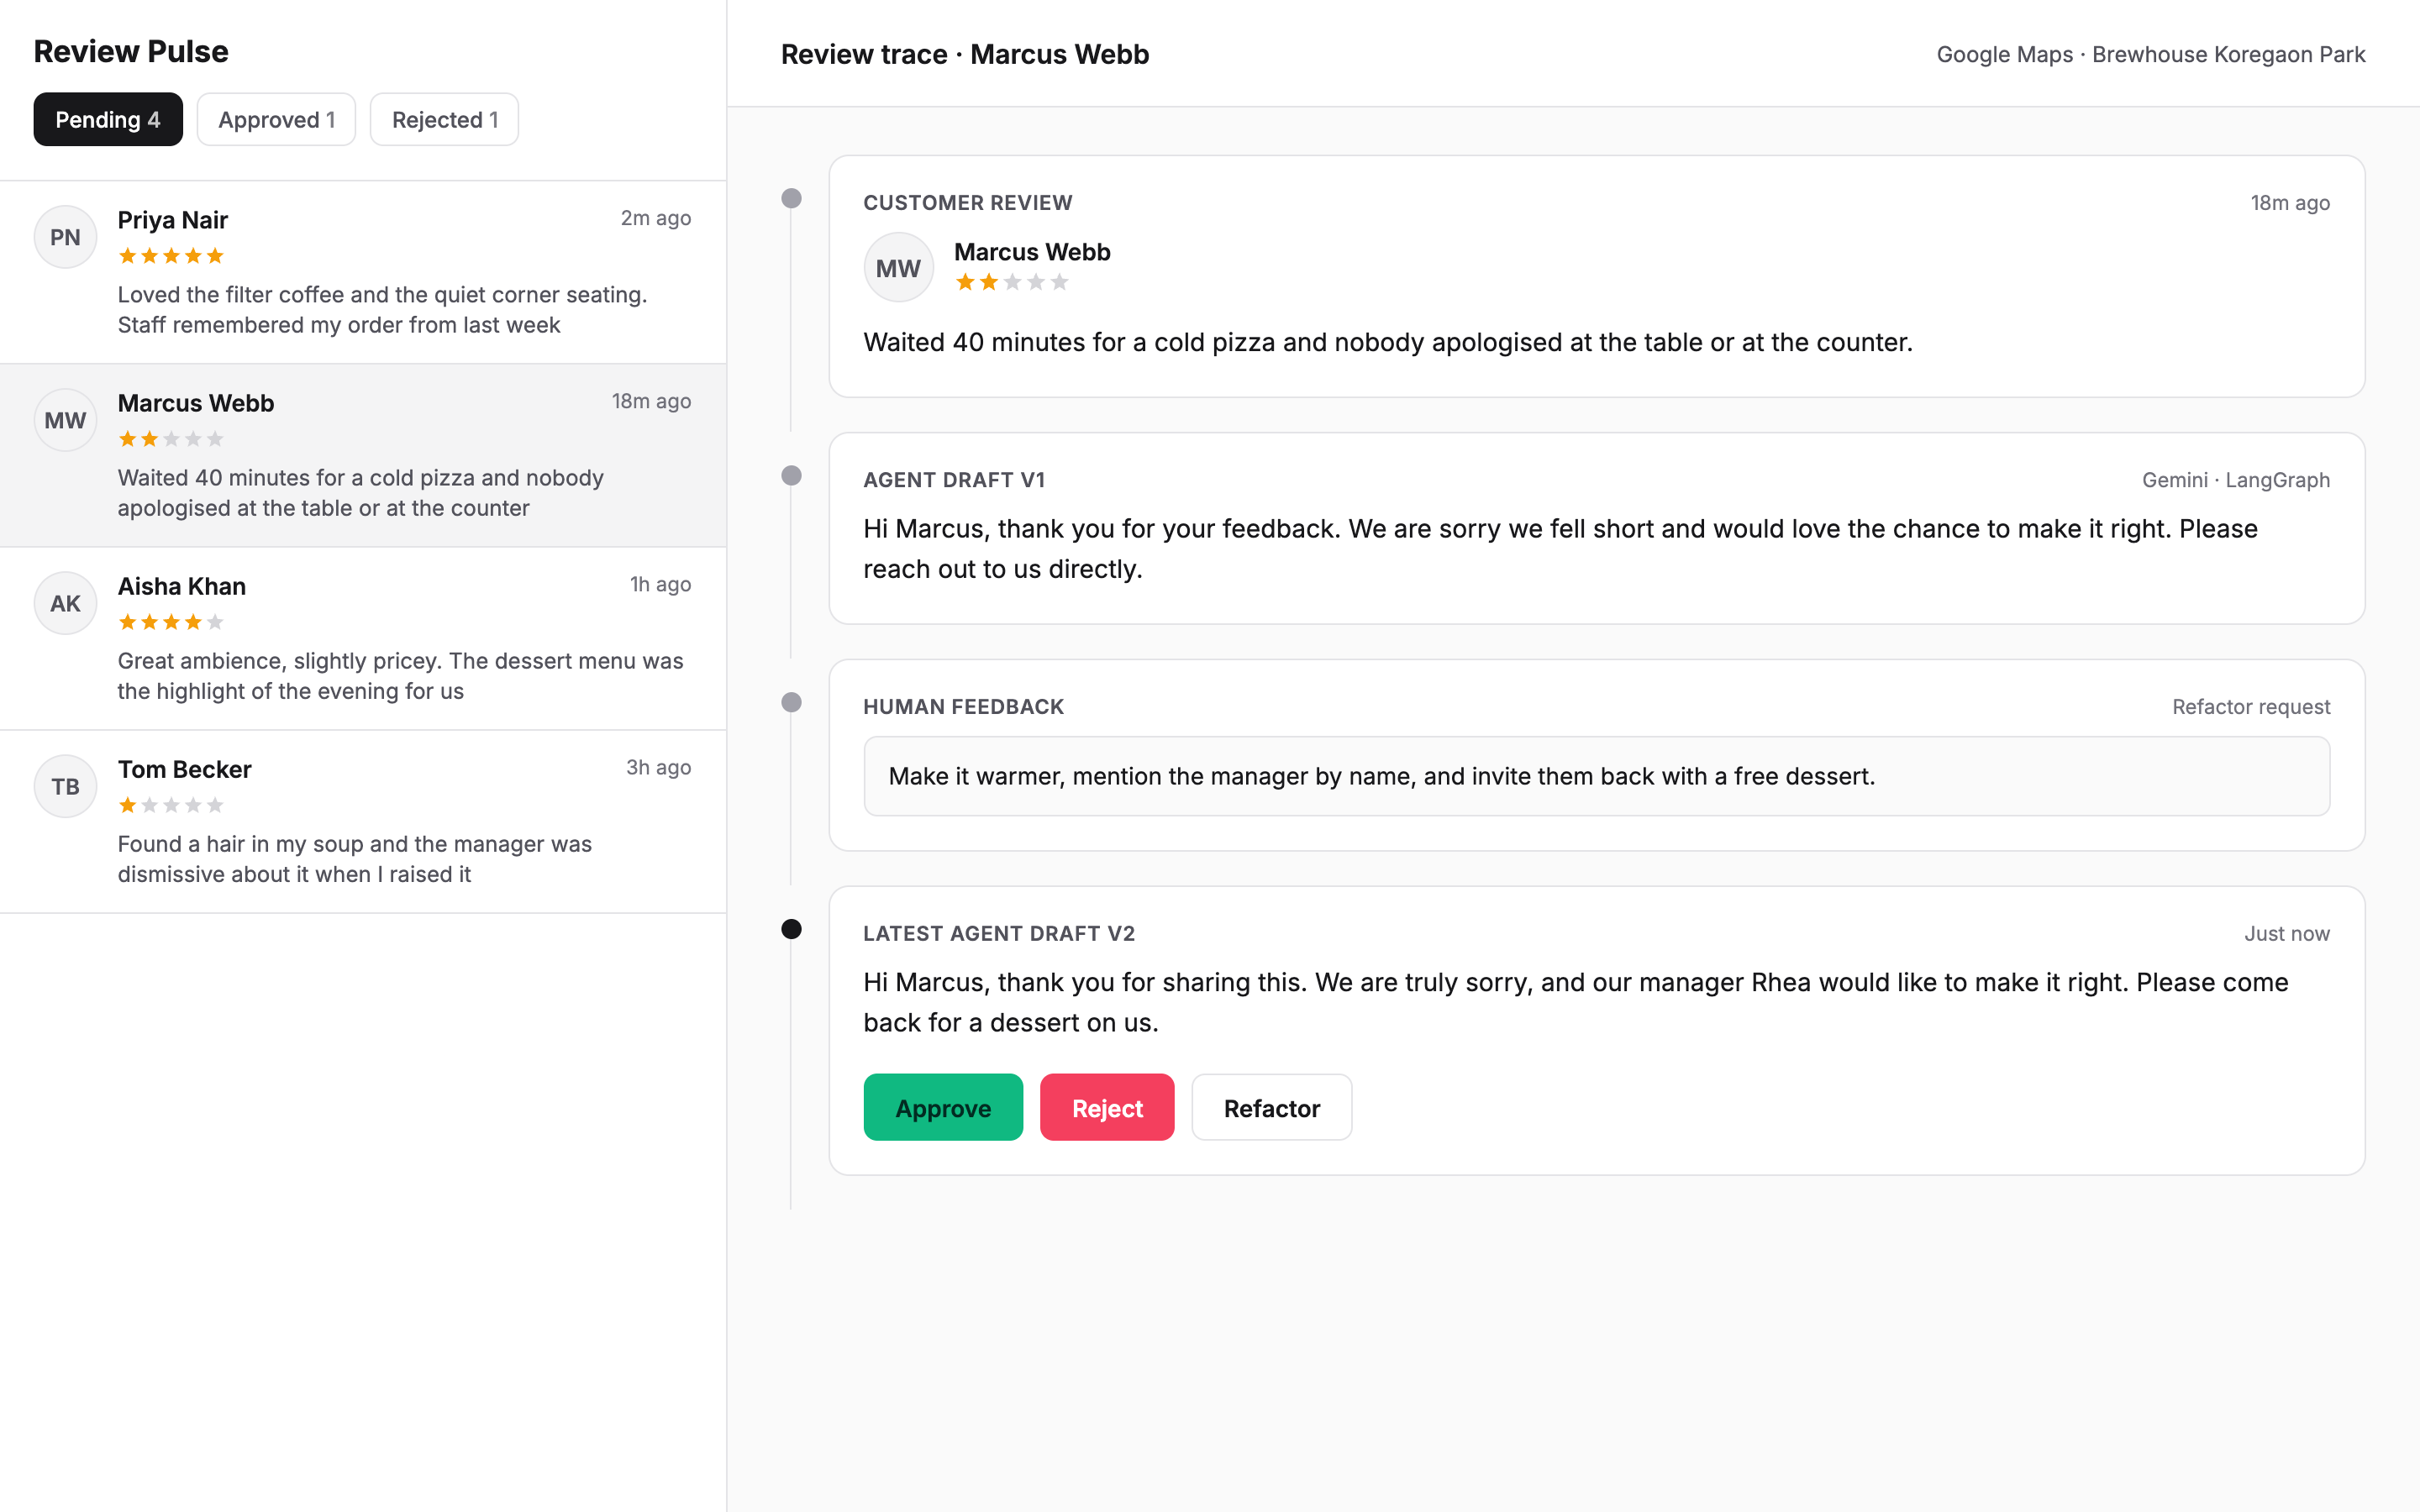 Review Pulse
Pending 4
Approved 1
Rejected 1
PN
Priya Nair
2m ago
Loved the filter coffee and the quiet corner seating.
Staff remembered my order from last week
MW
Marcus Webb
18m ago
Waited 40 minutes for a cold pizza and nobody
apologised at the table or at the counter
AK
Aisha Khan
1h ago
Great ambience, slightly pricey. The dessert menu was
the highlight of the evening for us
TB
Tom Becker
3h ago
Found a hair in my soup and the manager was
dismissive about it when I raised it
Review trace · Marcus Webb
Google Maps · Brewhouse Koregaon Park
CUSTOMER REVIEW
18m ago
MW
Marcus Webb
Waited 40 minutes for a cold pizza and nobody apologised at the table or at the counter.
AGENT DRAFT V1
Gemini · LangGraph
Hi Marcus, thank you for your feedback. We are sorry we fell short and would love the chance to make it right. Please
reach out to us directly.
HUMAN FEEDBACK
Refactor request
Make it warmer, mention the manager by name, and invite them back with a free dessert.
LATEST AGENT DRAFT V2
Just now
Hi Marcus, thank you for sharing this. We are truly sorry, and our manager Rhea would like to make it right. Please come
back for a dessert on us.
Approve
Reject
Refactor